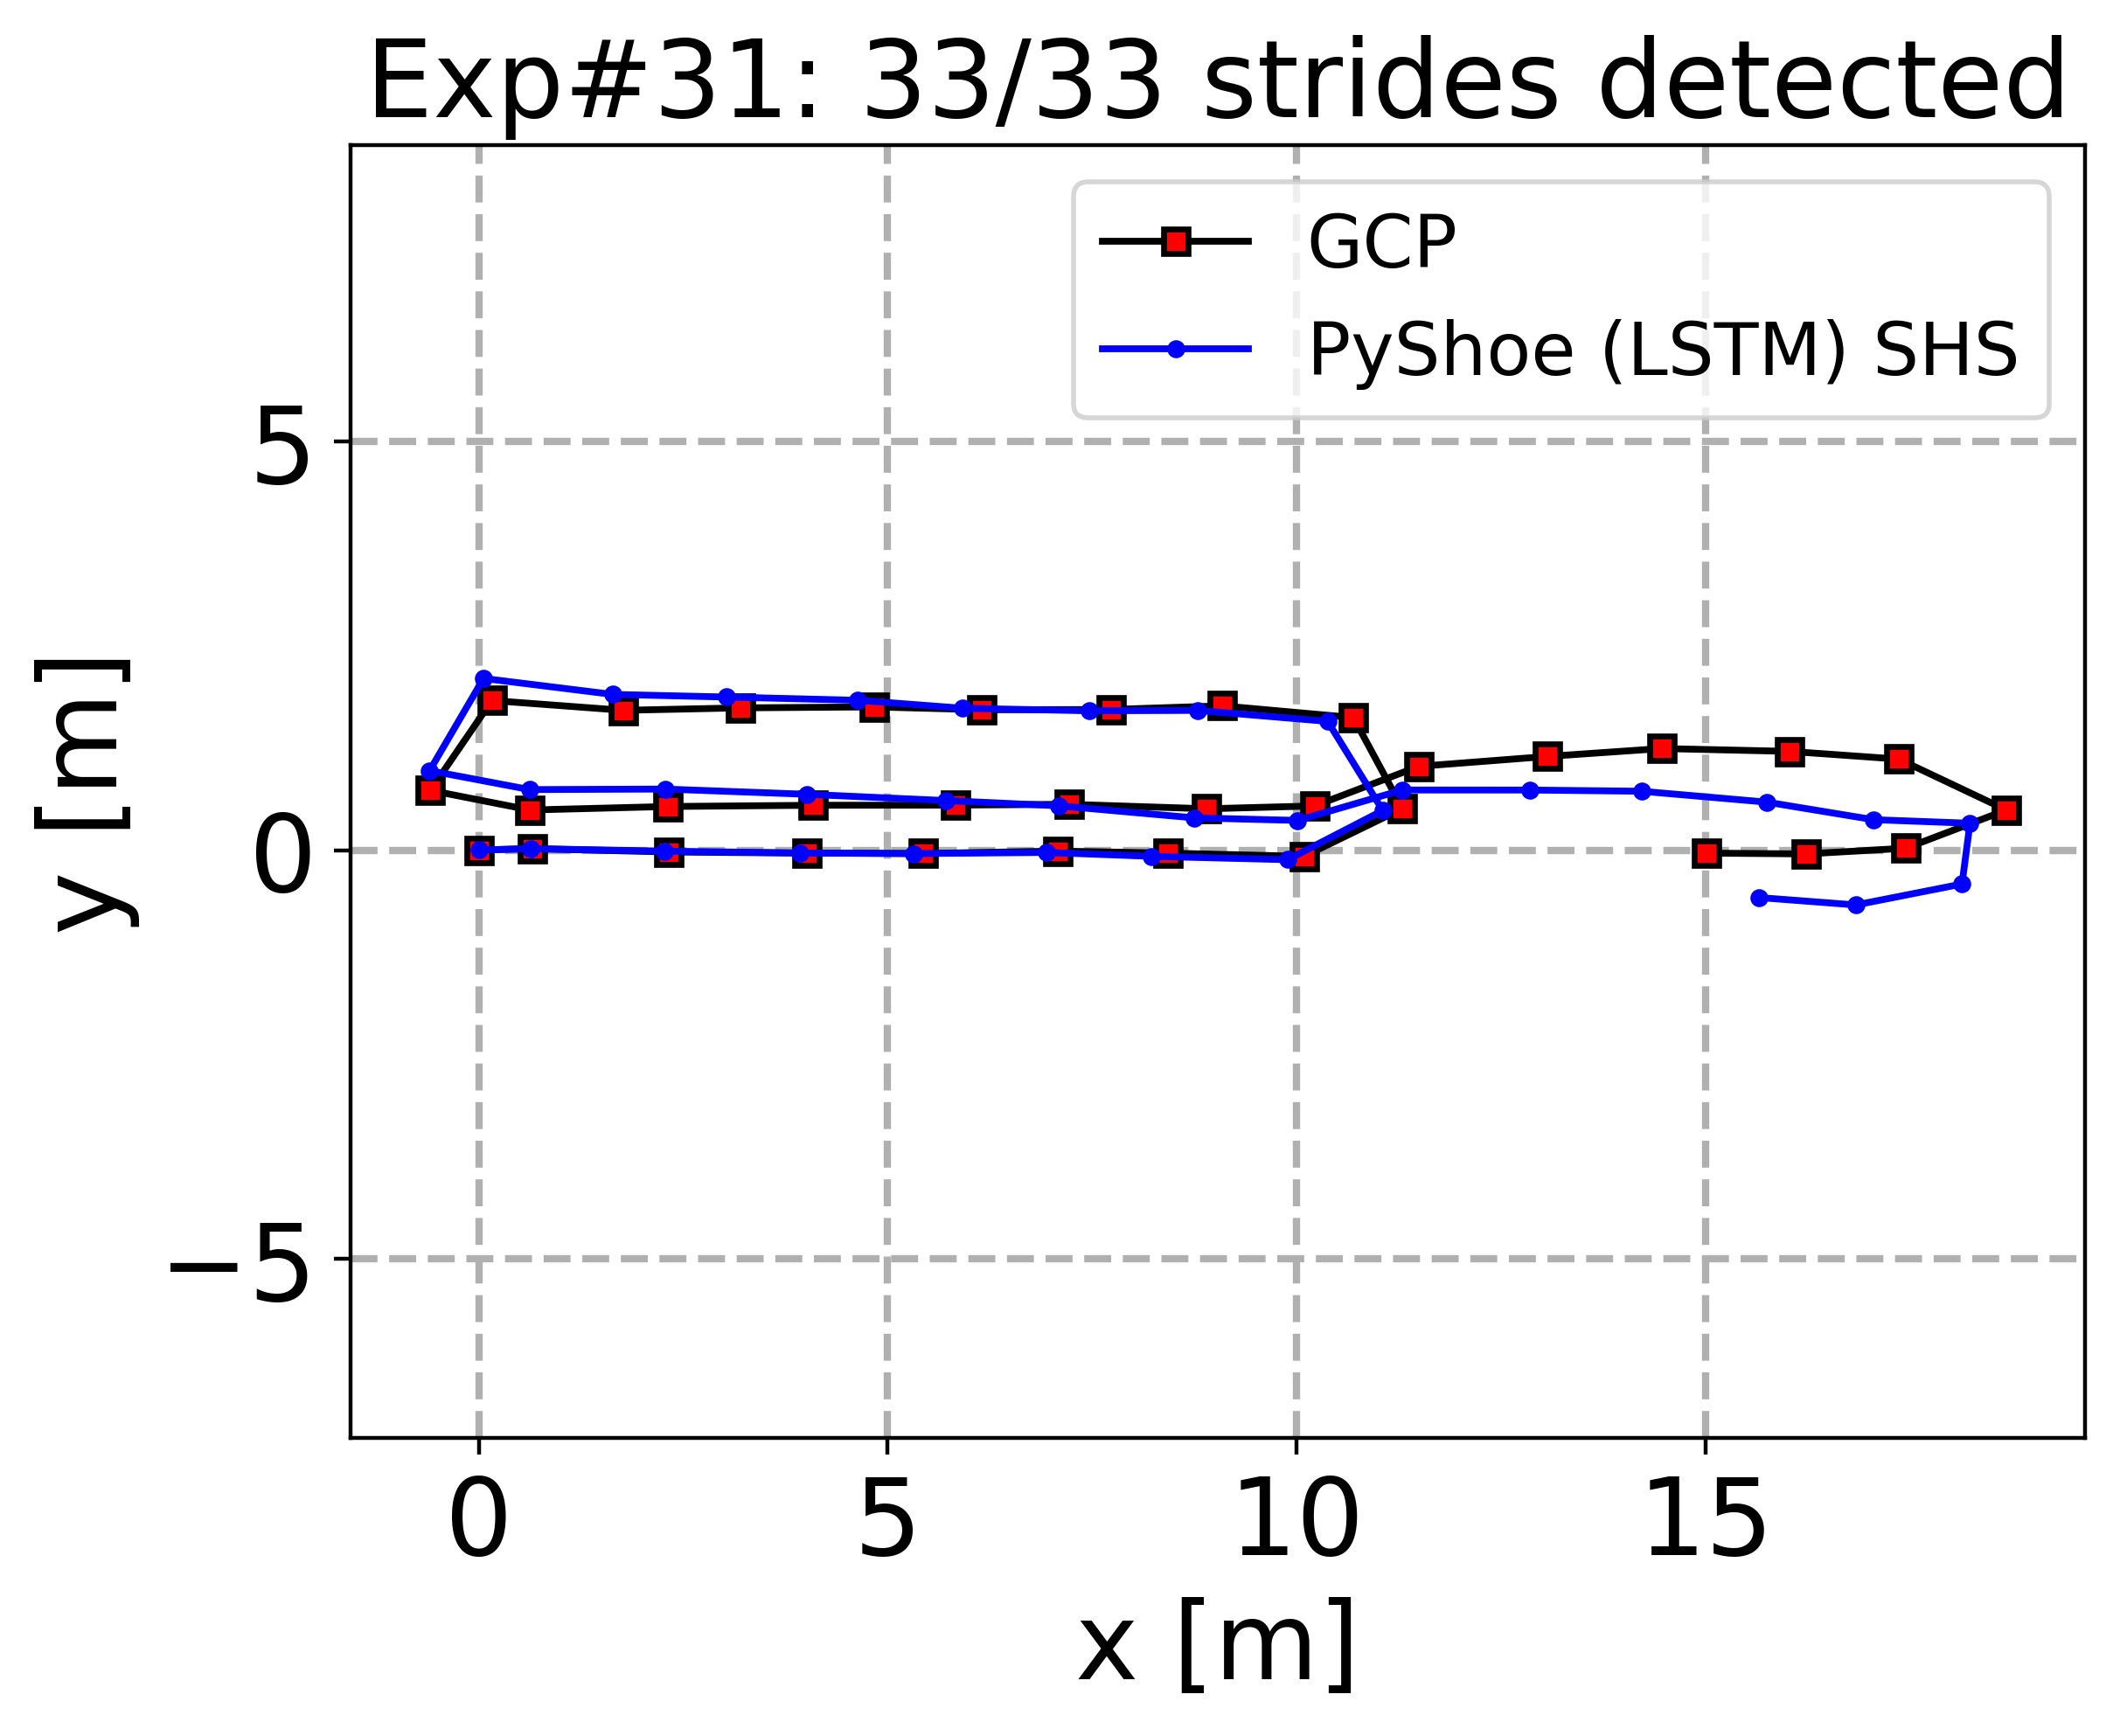 Exp#31: 33/33 strides detected
GCP
PyShoe (LSTM) SHS
y [m]
5
0
−5
0 5 10 15
x [m]